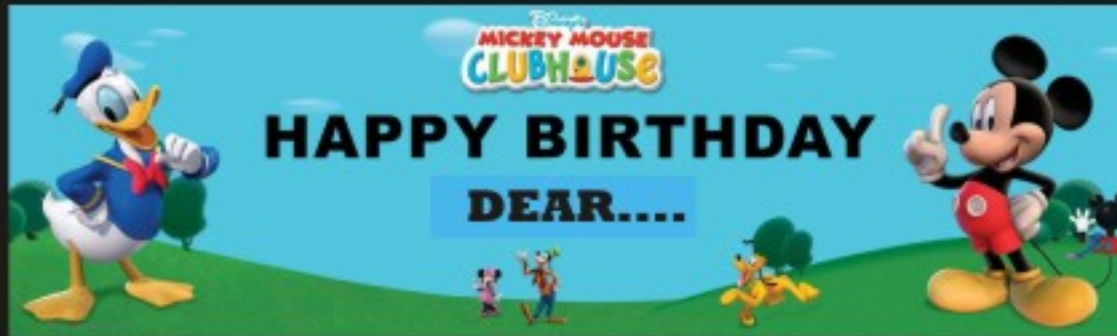 Disney's
MICKEY MOUSE
CLUBHOUSE
HAPPY BIRTHDAY
DEAR....